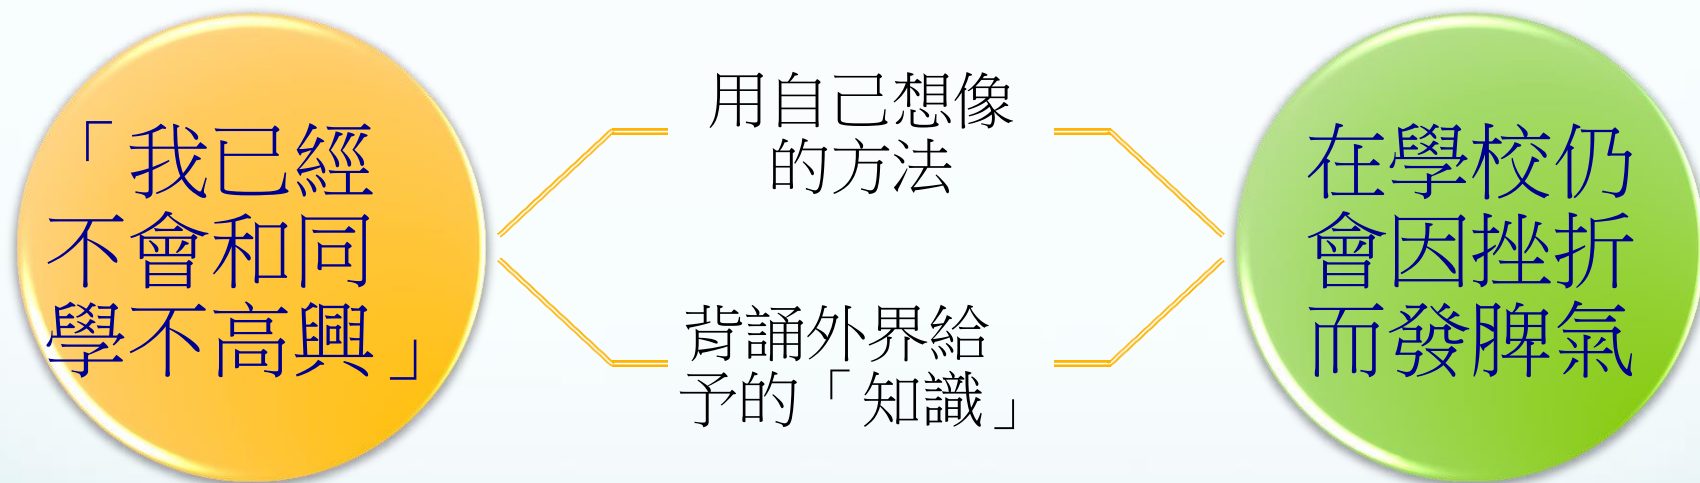 「我已經
不會和同
學不高興」
用自己想像
的方法
背誦外界給
予的「知識」
在學校仍
會因挫折
而發脾氣